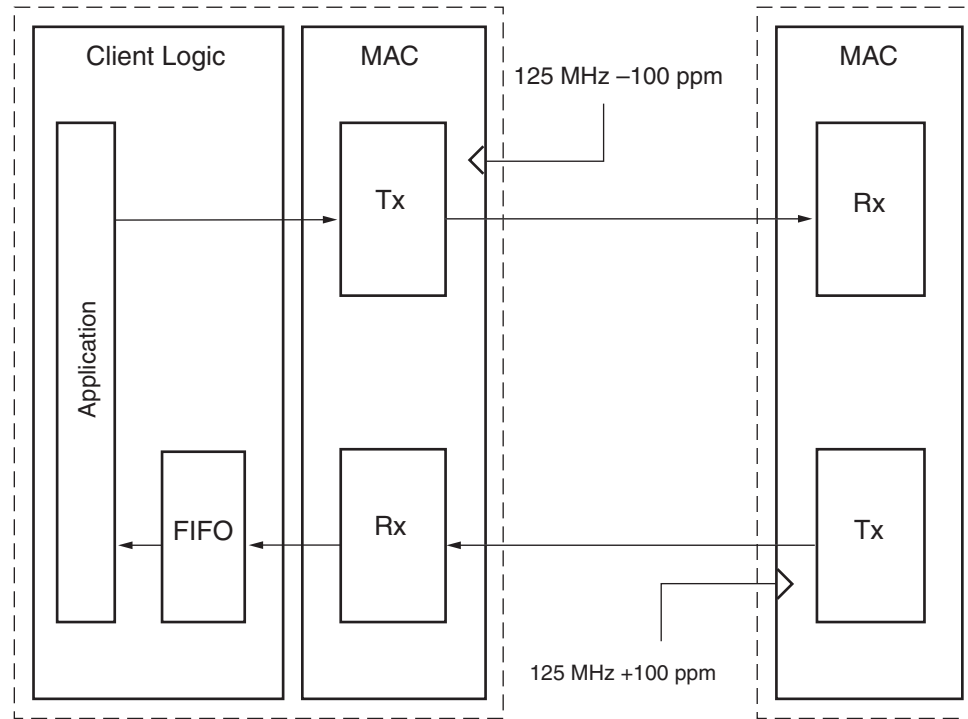 Client Logic
MAC
125 MHz –100 ppm
MAC
Tx
Rx
Application
FIFO
Rx
Tx
125 MHz +100 ppm